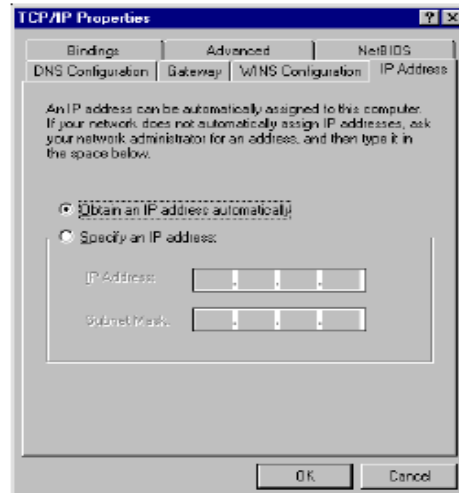 TCP/IP Properties
Bindings Advanced NetBIOS
DNS Configuration Gateway WINS Configuration IP Address
An IP address can be automatically assigned to this computer.
If your network does not automatically assign IP addresses, ask
your network administrator for an address, and then type it in
the space below.
Obtain an IP address automatically
Specify an IP address:
IP Address:
Subnet Mask:
OK Cancel